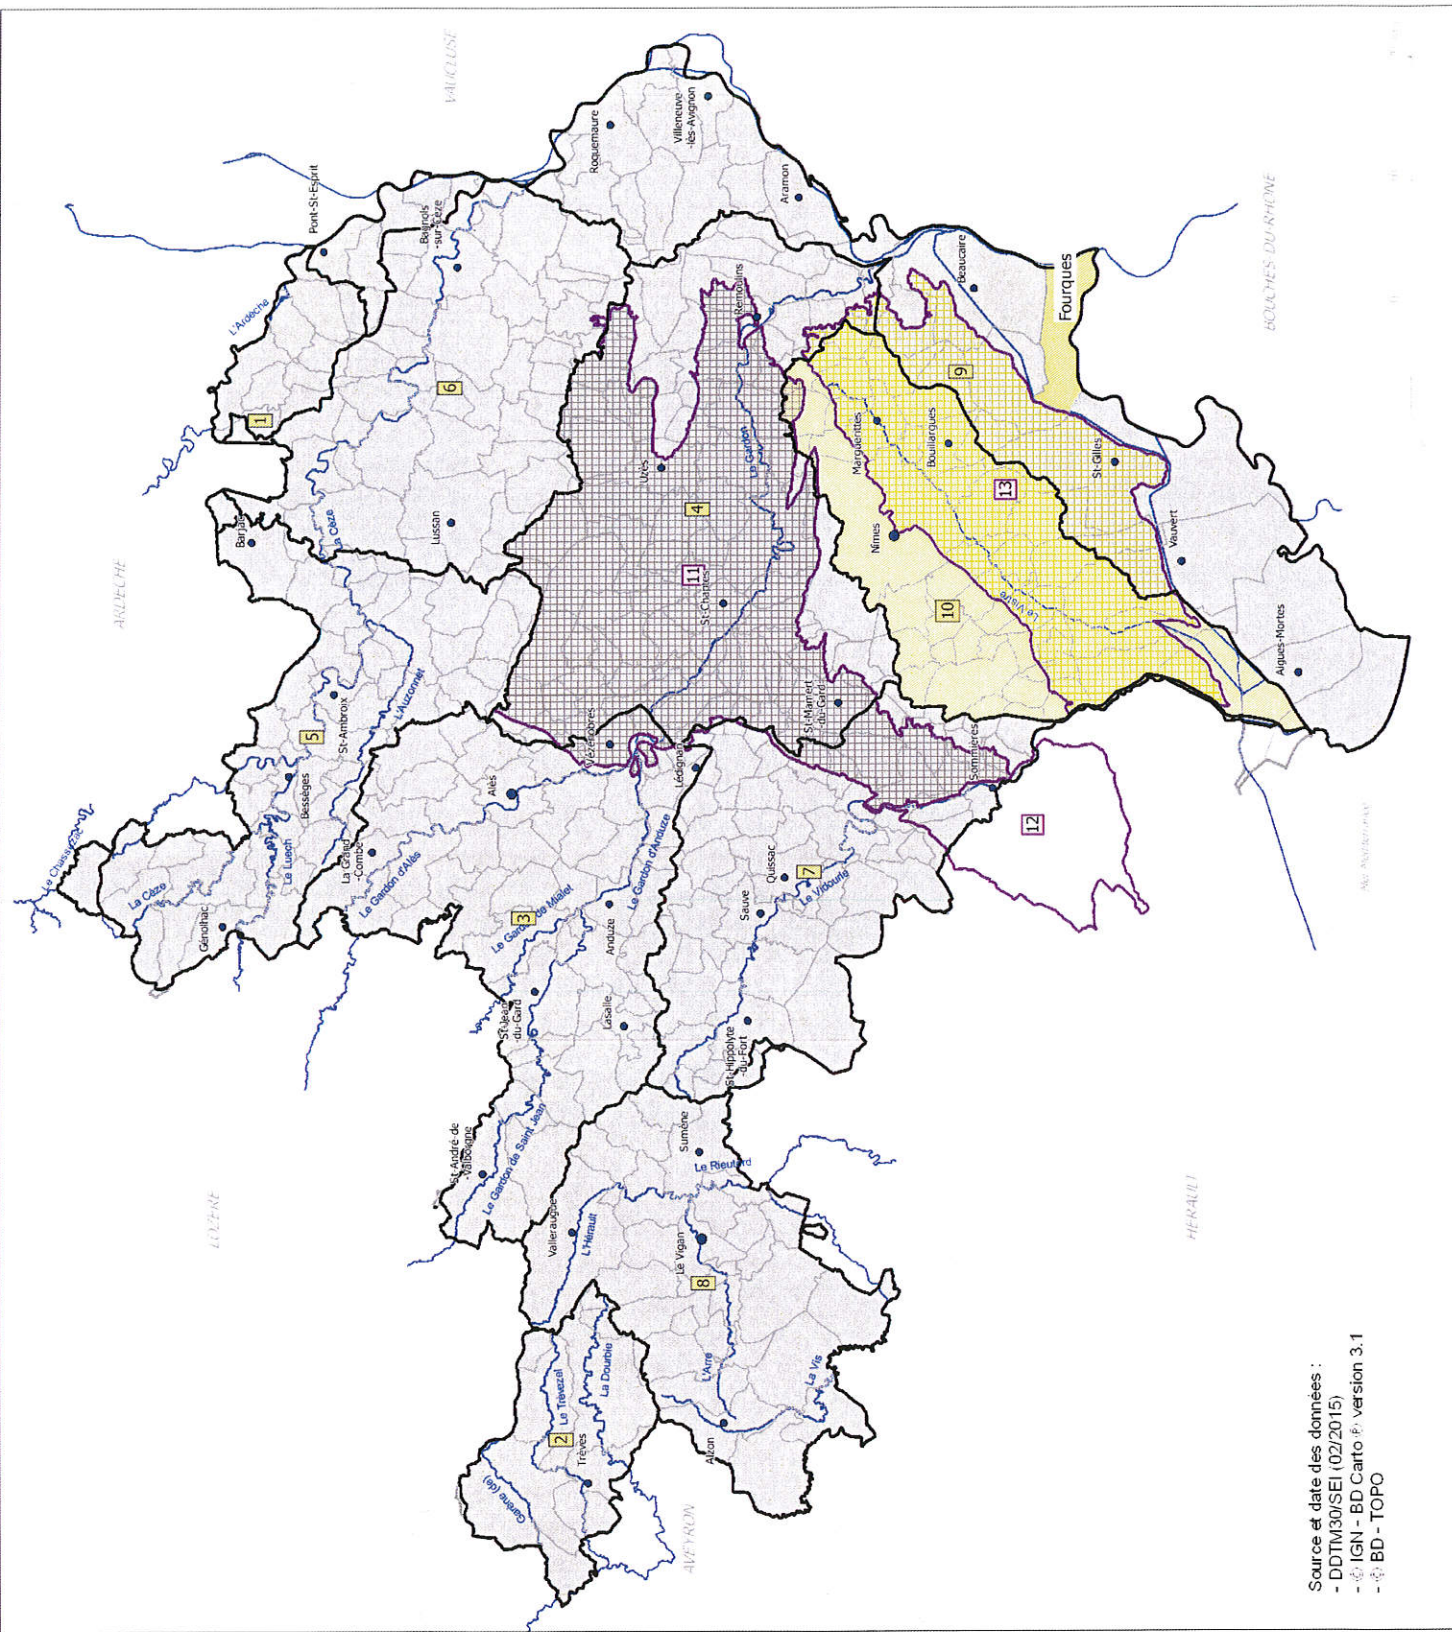 VAUCLUSE
ARDECHE
LOZERE
AVEYRON
HERAULT
BOUCHES DU RHONE
Pont-St-Esprit
L'Ardèche
1
Bagnols
-sur-Cèze
Roquemaure
Villeneuve
-lès-Avignon
Aramon
6
La Cèze
Lussan
Barjac
Remoulins
Uzès
Le Gardon
4
11
St-Chaptes
Beaucaire
Fourques
9
Marguerittes
Bouillargues
13
St-Gilles
Nîmes
10
Le Vistre
Vauvert
Aigues-Mortes
L'Auzonnet
St-Ambroix
5
Bessèges
Le Luech
Le Chassezac
La Cèze
Génolhac
Vézénobres
St-Mamert
-du-Gard
Lédignan
Sommières
12
Alès
La Grand
-Combe
Le Gardon d'Alès
Le Gardon d'Anduze
3
Anduze
St-Jean
-du-Gard
Lasalle
Quissac
7
Le Vidourle
Sauve
St-Hippolyte
-du-Fort
St-André-de
-Valborgne
Le Gardon de Saint Jean
Valleraugue
L'Hérault
Sumène
Le Rieutord
Le Vigan
8
L'Arre
La Vis
Alzon
Le Trévezel
La Dourbie
2
Trèves
Garène (de)
Source et date des données :
- DDTM30/SEI (02/2015)
- © IGN - BD Carto ® version 3.1
- © BD - TOPO